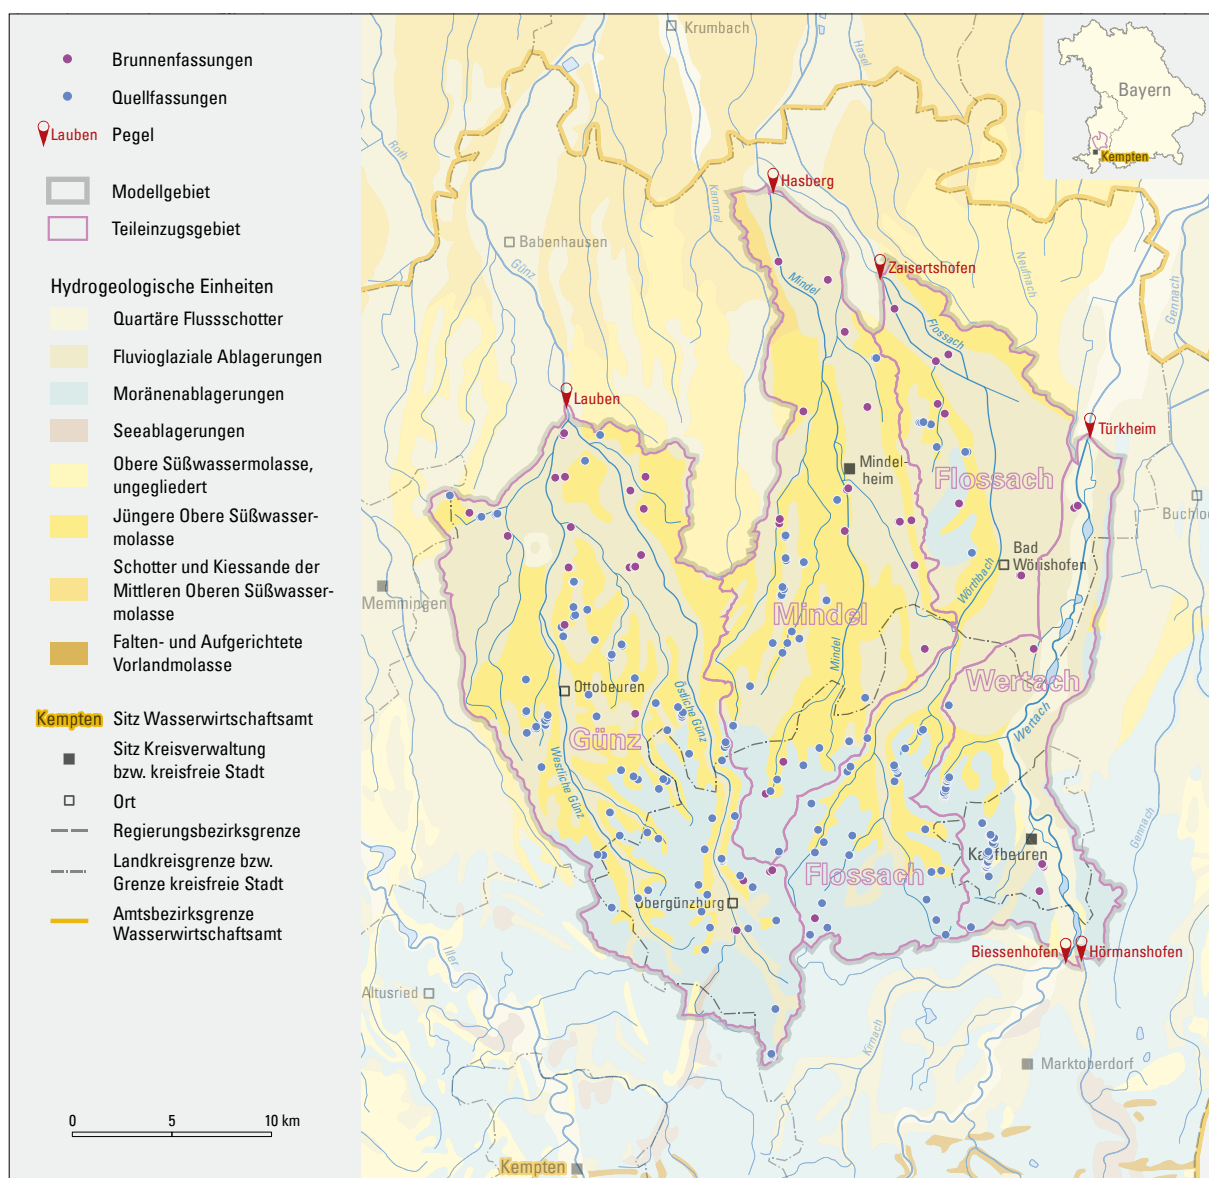 Brunnenfassungen
Quellfassungen
Lauben Pegel
Modellgebiet
Teileinzugsgebiet
Hydrogeologische Einheiten
Quartäre Flussschotter
Fluvioglaziale Ablagerungen
Moränenablagerungen
Seeablagerungen
Obere Süßwassermolasse,
ungegliedert
Jüngere Obere Süßwasser-
molasse
Schotter und Kiessande der
Mittleren Oberen Süßwasser-
molasse
Falten- und Aufgerichtete
Vorlandmolasse
Kempten Sitz Wasserwirtschaftsamt
Sitz Kreisverwaltung
bzw. kreisfreie Stadt
Ort
Regierungsbezirksgrenze
Landkreisgrenze bzw.
Grenze kreisfreie Stadt
Amtsbezirksgrenze
Wasserwirtschaftsamt
0 5 10 km
Krumbach
Hasel
Bayern
Kempten
Roth
Kammel
Hasberg
Babenhausen
Günz
Zaisertshofen
Neufnach
Gennach
Mindel
Flossach
Lauben
Türkheim
Mindel-
heim
Flossach
Buchloe
Bad
Wörishofen
Memmingen
Wörthbach
Mindel
Mindel
Wertach
Ottobeuren
Östliche Günz
Günz
Wertach
Westliche Günz
Gennach
Kaufbeuren
Flossach
Obergünzburg
Iller
Biessenhofen
Hörmanshofen
Altusried
Kirnach
Marktoberdorf
Kempten